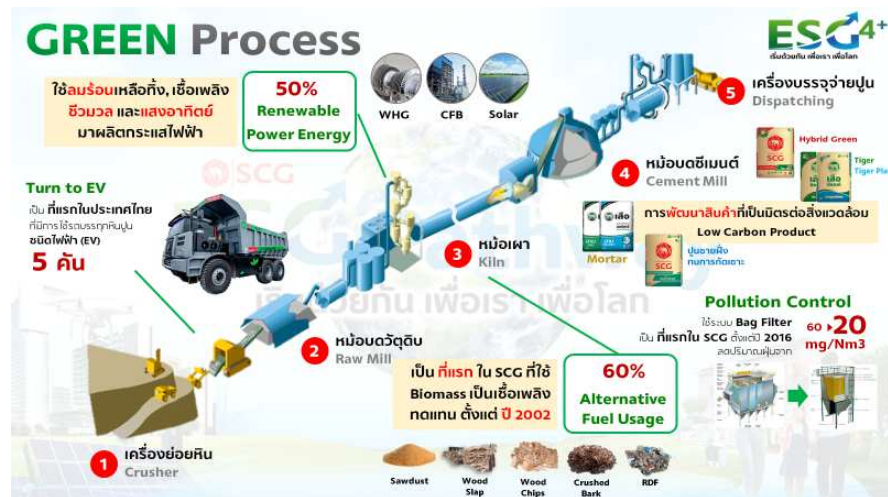 GREEN Process
ESG4+
เริ่มด้วยกัน เพื่อเรา เพื่อโลก
ใช้ลมร้อนเหลือทิ้ง, เชื้อเพลิง
ชีวมวล และแสงอาทิตย์
มาผลิตกระแสไฟฟ้า
50%
Renewable
Power Energy
WHG
CFB
Solar
5
เครื่องบรรจุจ่ายปูน
Dispatching
SCG
Hybrid Green
Tiger
Tiger Pla
4
หม้อบดซีเมนต์
Cement Mill
Turn to EV
เป็น ที่แรกในประเทศไทย
ที่มีการใช้รถบรรทุกหินปูน
ชนิดไฟฟ้า (EV)
5 คัน
การพัฒนาสินค้าที่เป็นมิตรต่อสิ่งแวดล้อม
Low Carbon Product
เสือ
Mortar
SCG
ปูนชายฝั่ง
ทนการกัดเซาะ
3
หม้อเผา
Kiln
2
หม้อบดวัตถุดิบ
Raw Mill
Pollution Control
ใช้ระบบ Bag Filter
เป็น ที่แรกใน SCG ตั้งแต่ปี 2016
ลดปริมาณฝุ่นจาก
60 20
mg/Nm3
เป็น ที่แรก ใน SCG ที่ใช้
Biomass เป็นเชื้อเพลิง
ทดแทน ตั้งแต่ ปี 2002
60%
Alternative
Fuel Usage
1
เครื่องย่อยหิน
Crusher
Sawdust
Wood
Slap
Wood
Chips
Crushed
Bark
RDF